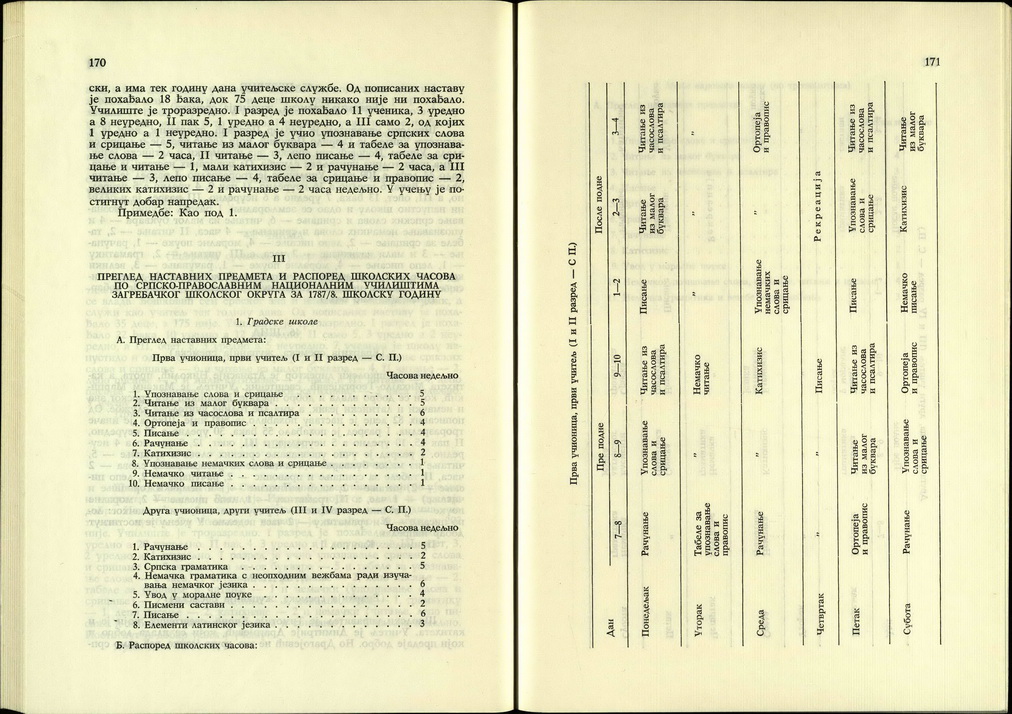 170
ски, а има тек годину дана учитељске службе. Од пописаних наставу
је похађало 18 ђака, док 75 деце школу никако није ни похађало.
Училиште је троразредно. I разред је похађало 11 ученика, 3 уредно
а 8 неуредно, II пак 5, 1 уредно а 4 неуредно, а III само 2, од којих
1 уредно а 1 неуредно. I разред је учио упознавање српских слова
и срицање — 5, читање из малог буквара — 4 и табеле за упознава-
ње слова — 2 часа, II читање — 3, лепо писање — 4, табеле за сри-
цање и читање — 1, мали катихизис — 2 и рачунање — 2 часа, а III
читање — 3, лепо писање — 4, табеле за срицање и правопис — 2,
великих катихизис — 2 и рачунање — 2 часа недељно. У учењу је по-
стигнут добар напредак.
Примедбе: Као под 1.
III
ПРЕГЛЕД НАСТАВНИХ ПРЕДМЕТА И РАСПОРЕД ШКОЛСКИХ ЧАСОВА
ПО СРПСКО-ПРАВОСЛАВНИМ НАЦИОНАЛНИМ УЧИЛИШТИМА
ЗАГРЕБАЧКОГ ШКОЛСКОГ ОКРУГА ЗА 1787/8. ШКОЛСКУ ГОДИНУ
1. Градске школе
А. Преглед наставних предмета:
Прва учионица, први учитељ (I и II разред — С. П.)
Часова недељно
1. Упознавање слова и срицање . . . . . . . . . . 5
2. Читање из малог буквара . . . . . . . . . . 5
3. Читање из часослова и псалтира . . . . . . . . . . 6
4. Ортопеја и правопис . . . . . . . . . . 4
5. Писање . . . . . . . . . . 4
6. Рачунање . . . . . . . . . . 4
7. Катихизис . . . . . . . . . . 2
8. Упознавање немачких слова и срицање . . . . . . . 1
9. Немачко читање . . . . . . . . . . 1
10. Немачко писање . . . . . . . . . . 1
Друга учионица, други учитељ (III и IV разред — С. П.)
Часова недељно
1. Рачунање . . . . . . . . . . 5
2. Катихизис . . . . . . . . . . 2
3. Српска граматика . . . . . . . . . . 5
4. Немачка граматика с неопходним вежбама ради изуча-
вања немачког језика . . . . . . . . . . 6
5. Увод у моралне поуке . . . . . . . . . . 4
6. Писмени састави . . . . . . . . . . 2
7. Писање . . . . . . . . . . 6
8. Елементи латинског језика . . . . . . . . . . 3
Б. Распоред школских часова:
171
Прва учионица, први учитељ (I и II разред — С П.)
Пре подне После подне
Дан 7—8 8—9 9—10 1—2 2—3 3—4
Понедељак Рачунање Упознавање слова и срицање Читање из часослова и псалтира Писање Читање из малог буквара Читање из часослова и псалтира
Уторак Табеле за упознавање слова и правопис „ Немачко читање „ „ „
Среда Рачунање „ Катихизис Упознавање немачких слова и срицање „ Ортопеја и правопис
Четвртак „ „ Писање Рекреација
Петак Ортопеја и правопис Читање из малог буквара Читање из часослова и псалтира Писање Упознавање слова и срицање Читање из часослова и псалтира
Субота Рачунање Упознавање слова и срицање Ортопеја и правопис Немачко писање Катихизис Читање из малог буквара